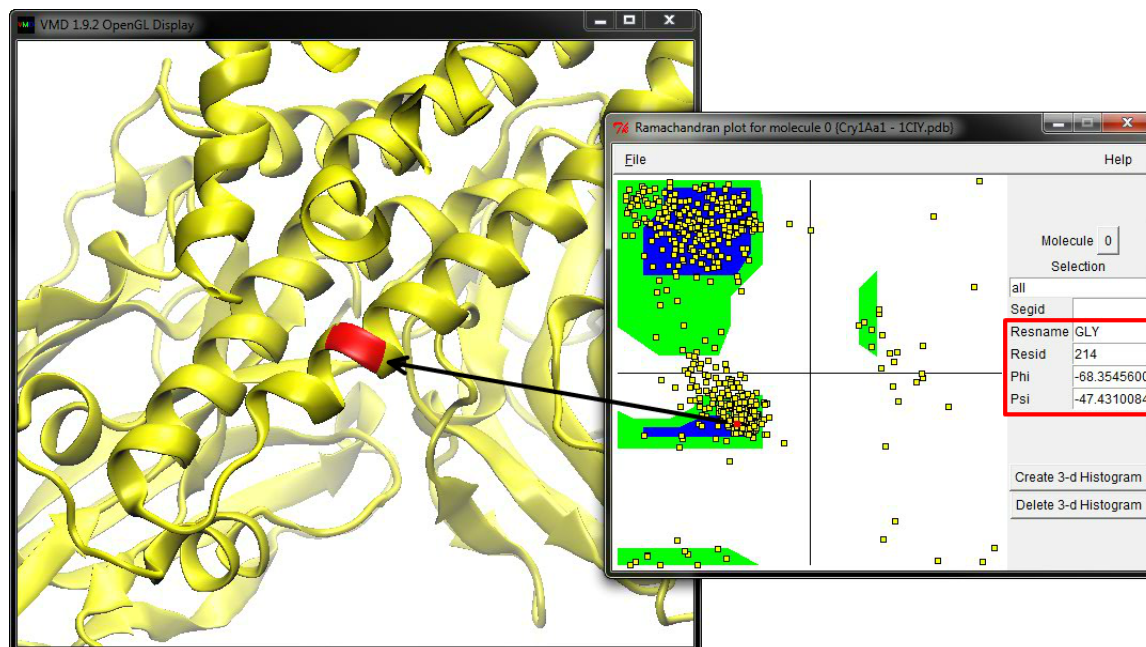 VMD 1.9.2 OpenGL Display
Ramachandran plot for molecule 0 {Cry1Aa1 - 1CIY.pdb}
File Help
Molecule 0
Selection
all
Segid
Resname GLY
Resid 214
Phi -68.3545600
Psi -47.4310084
Create 3-d Histogram
Delete 3-d Histogram